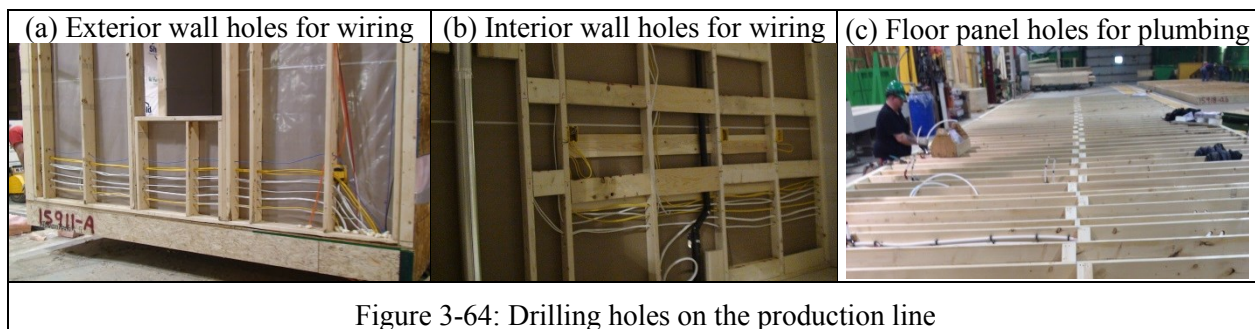 (a) Exterior wall holes for wiring
(b) Interior wall holes for wiring
(c) Floor panel holes for plumbing
15911-A
Figure 3-64: Drilling holes on the production line